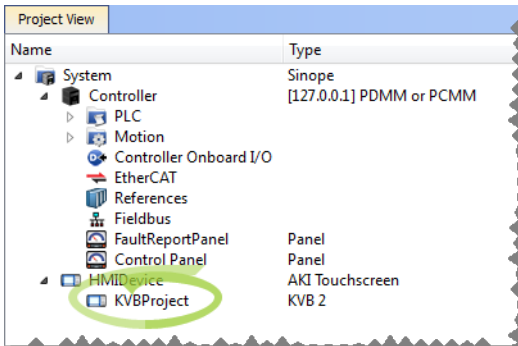 Project View
Name Type
System Sinope
Controller [127.0.0.1] PDMM or PCMM
PLC
Motion
Controller Onboard I/O
EtherCAT
References
Fieldbus
FaultReportPanel Panel
Control Panel Panel
HMIDevice AKI Touchscreen
KVBProject KVB 2